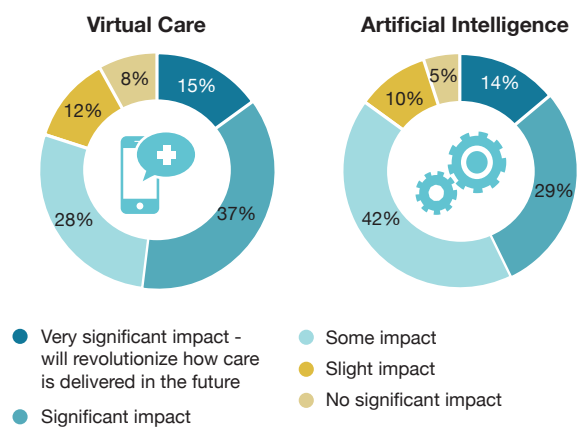 Virtual Care
8%
15%
12%
28%
37%
Artificial Intelligence
5%
14%
10%
29%
42%
Very significant impact -
will revolutionize how care
is delivered in the future
Significant impact
Some impact
Slight impact
No significant impact